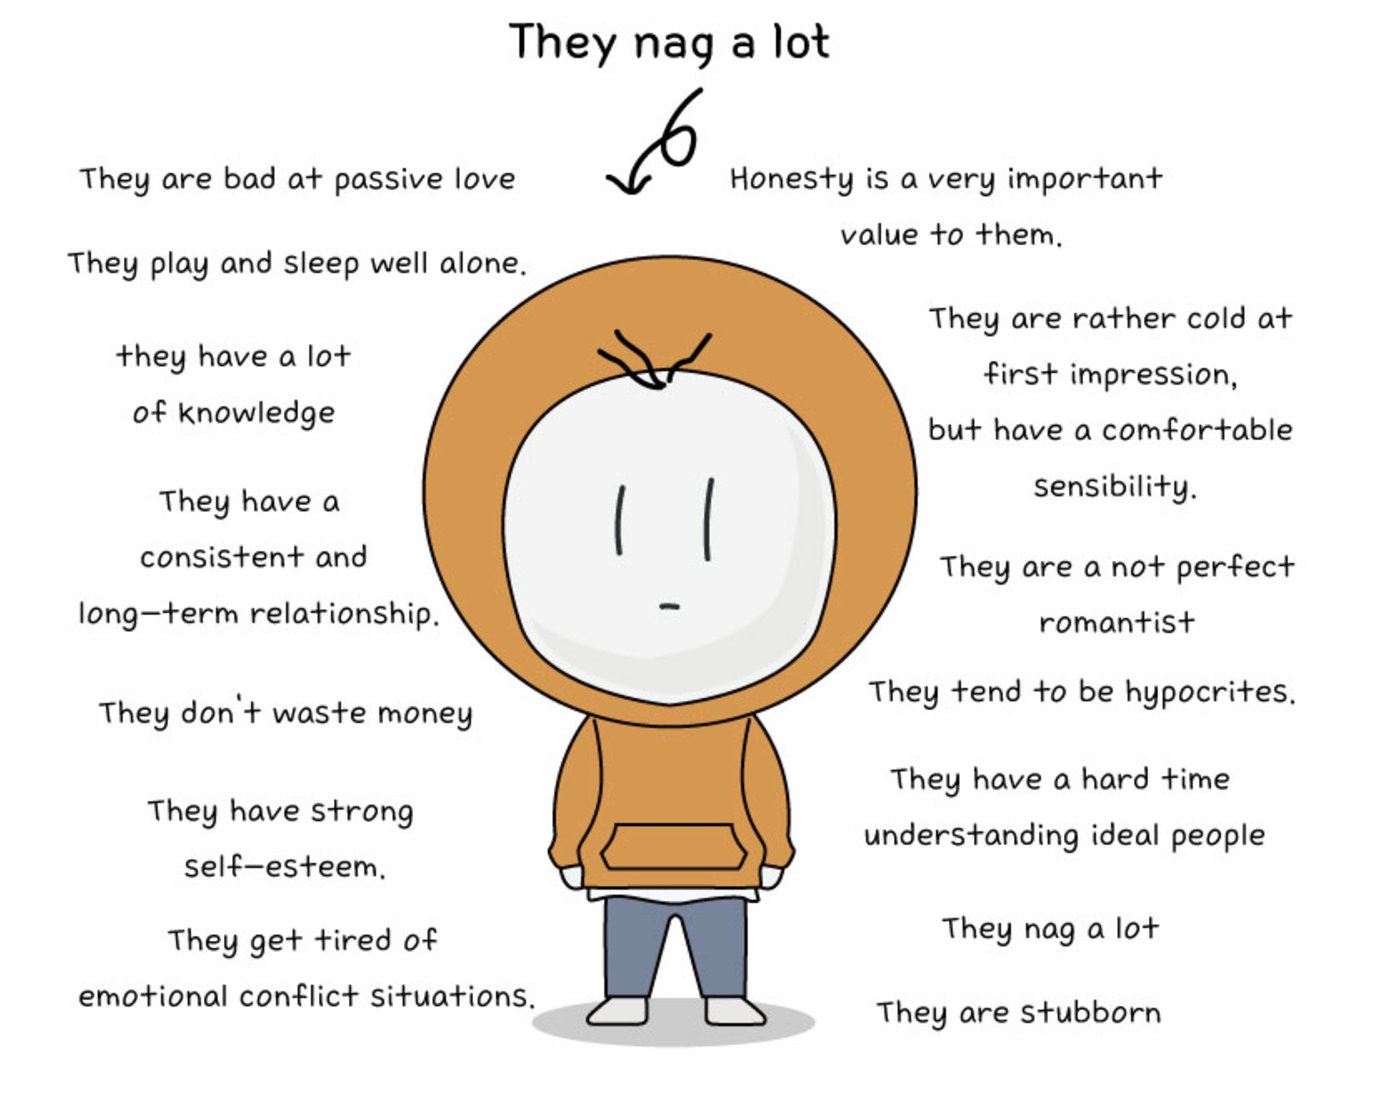 They nag a lot
They are bad at passive love
They play and sleep well alone.
they have a lot
of knowledge
They have a
consistent and
long-term relationship.
They don't waste money
They have strong
self-esteem.
They get tired of
emotional conflict situations.
Honesty is a very important
value to them.
They are rather cold at
first impression,
but have a comfortable
sensibility.
They are a not perfect
romantist
They tend to be hypocrites.
They have a hard time
understanding ideal people
They nag a lot
They are stubborn